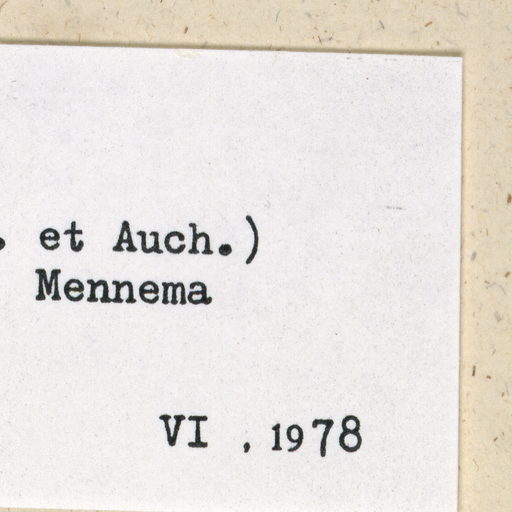 . et Auch.)
Mennema
VI , 1978